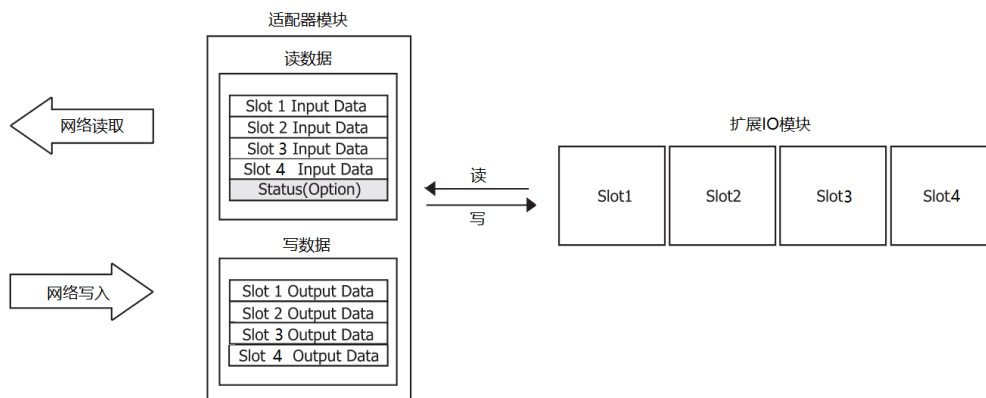 适配器模块
读数据
Slot 1 Input Data
Slot 2 Input Data
Slot 3 Input Data
Slot 4 Input Data
Status(Option)
网络读取
写数据
Slot 1 Output Data
Slot 2 Output Data
Slot 3 Output Data
Slot 4 Output Data
网络写入
读
写
扩展IO模块
Slot1
Slot2
Slot3
Slot4